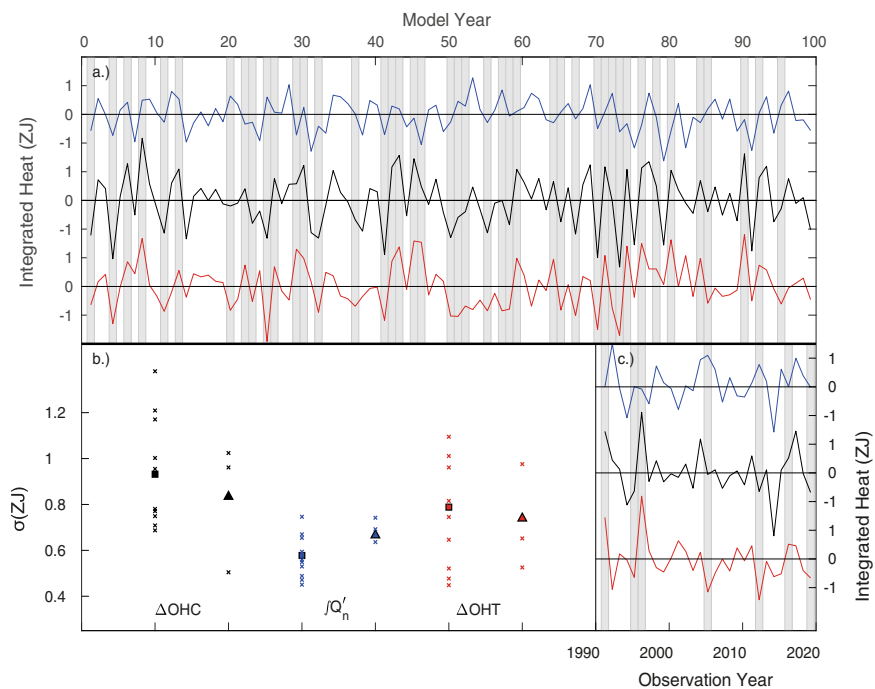 Model Year
0 10 20 30 40 50 60 70 80 90 100
a.)
Integrated Heat (ZJ)
1
0
-1
1
0
-1
1
0
-1
b.)
σ(ZJ)
1.2
1
0.8
0.6
0.4
ΔOHC ∫Q′n ΔOHT
c.)
1
0
-1
1
0
-1
1
0
-1
Integrated Heat (ZJ)
1990 2000 2010 2020
Observation Year